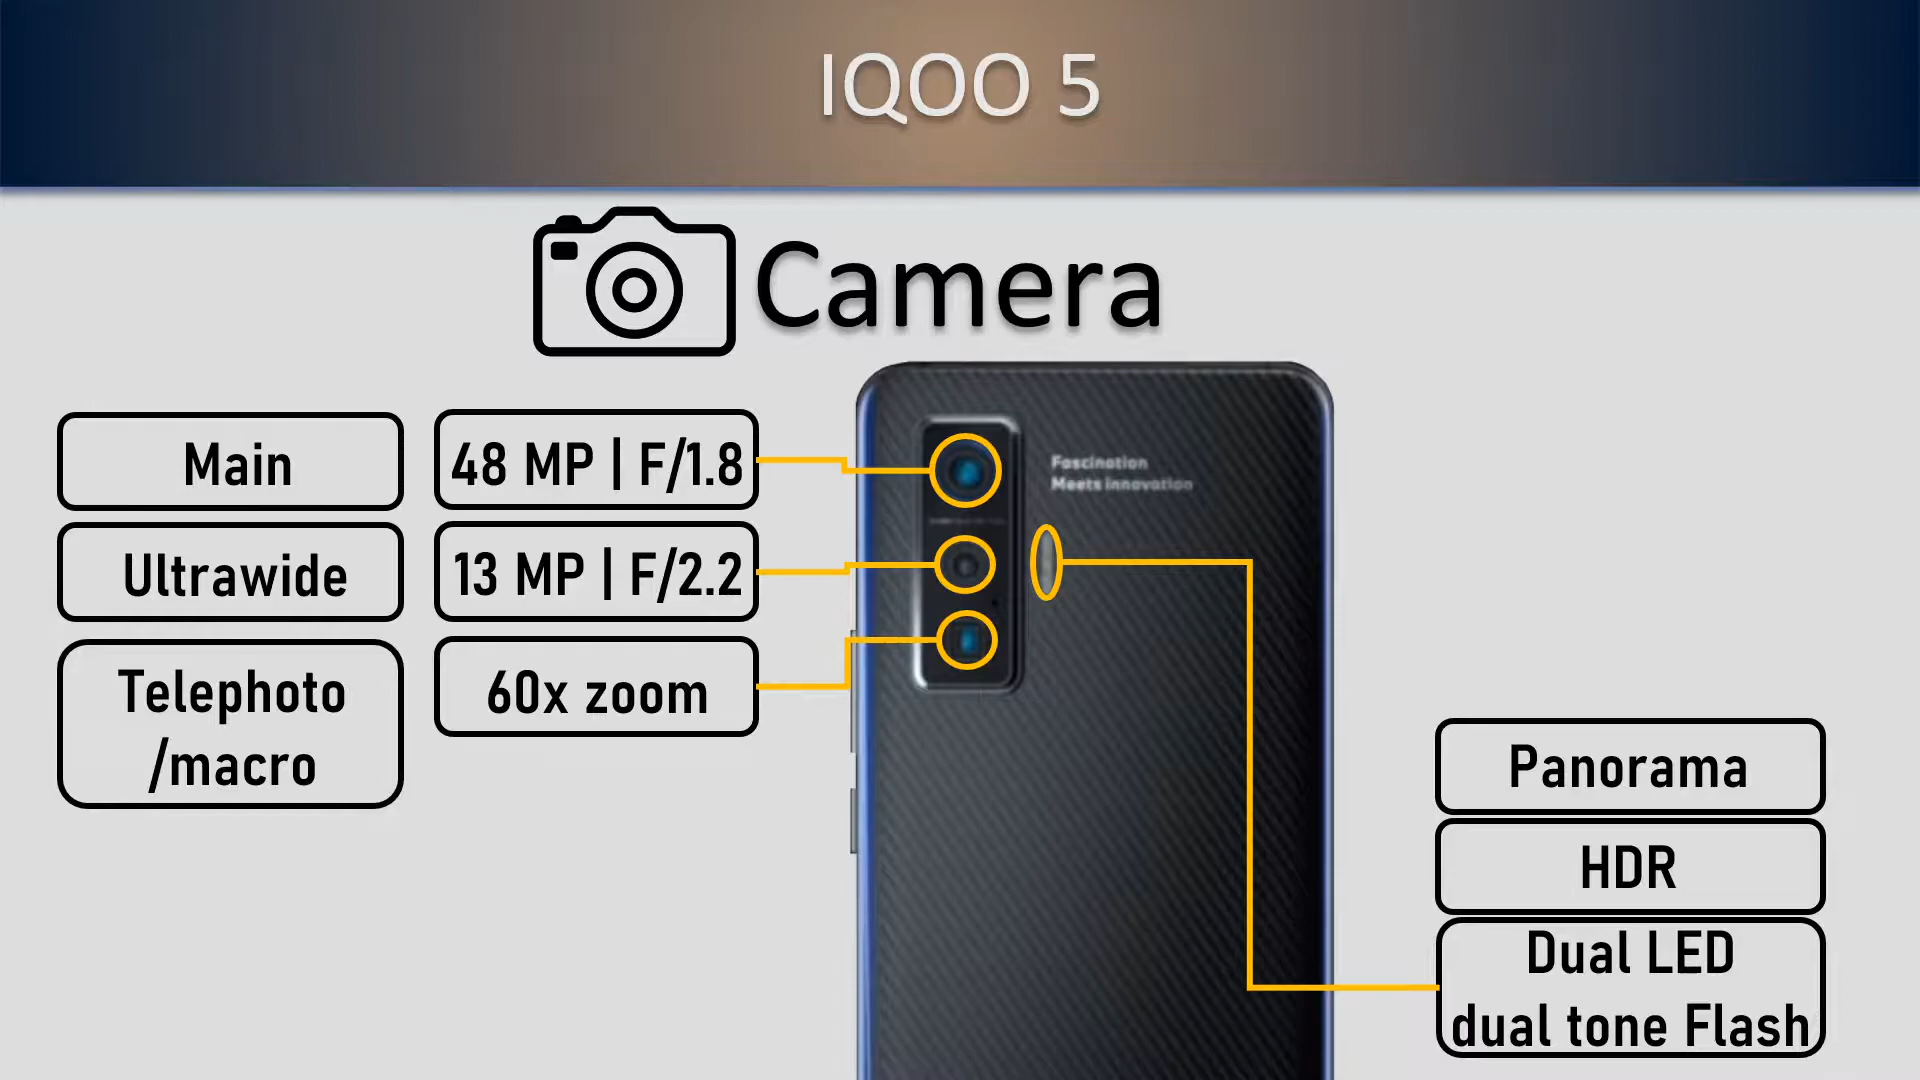 IQOO 5
Camera
Main
48 MP | F/1.8
Ultrawide
13 MP | F/2.2
Telephoto
/macro
60x zoom
Fascination
Meets innovation
Panorama
HDR
Dual LED
dual tone Flash